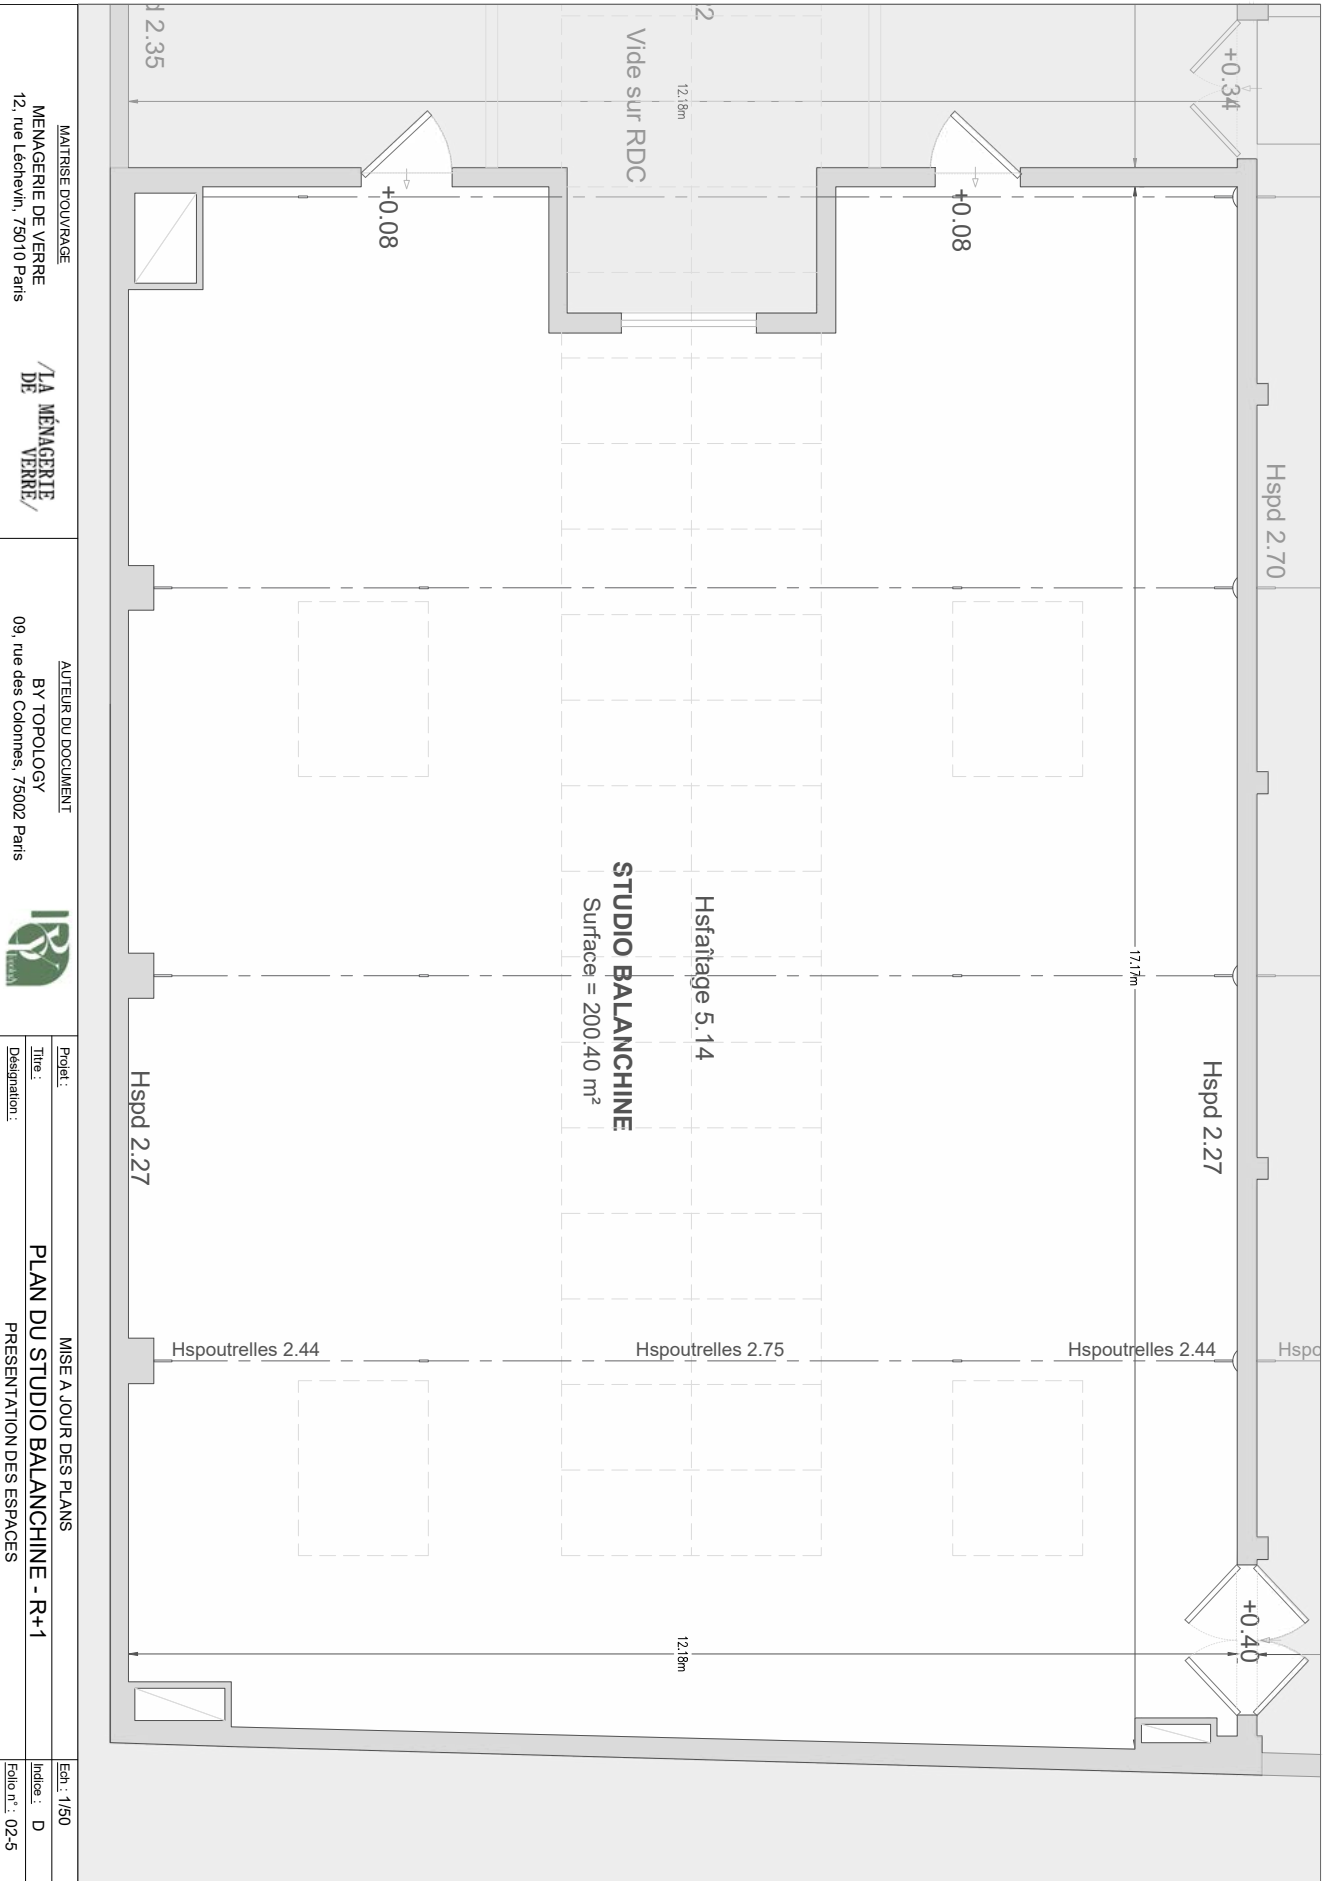 d 2.35
Vide sur RDC
12.18m
+0.34
+0.08
+0.08
Hspd 2.70
17.17m
Hsfaîtage 5.14
STUDIO BALANCHINE
Surface = 200.40 m²
Hspd 2.27
Hspd 2.27
Hspoutrelles 2.44
Hspoutrelles 2.75
Hspoutrelles 2.44
Hspo
+0.40
12.18m
MAITRISE D'OUVRAGE
MENAGERIE DE VERRE
12, rue Léchevin, 75010 Paris
/LA MÉNAGERIE
DE VERRE/
AUTEUR DU DOCUMENT
BY TOPOLOGY
09, rue des Colonnes, 75002 Paris
BY
Projet :
MISE A JOUR DES PLANS
Titre :
PLAN DU STUDIO BALANCHINE - R+1
Désignation :
PRESENTATION DES ESPACES
Ech : 1/50
Indice : D
Folio n° : 02-5